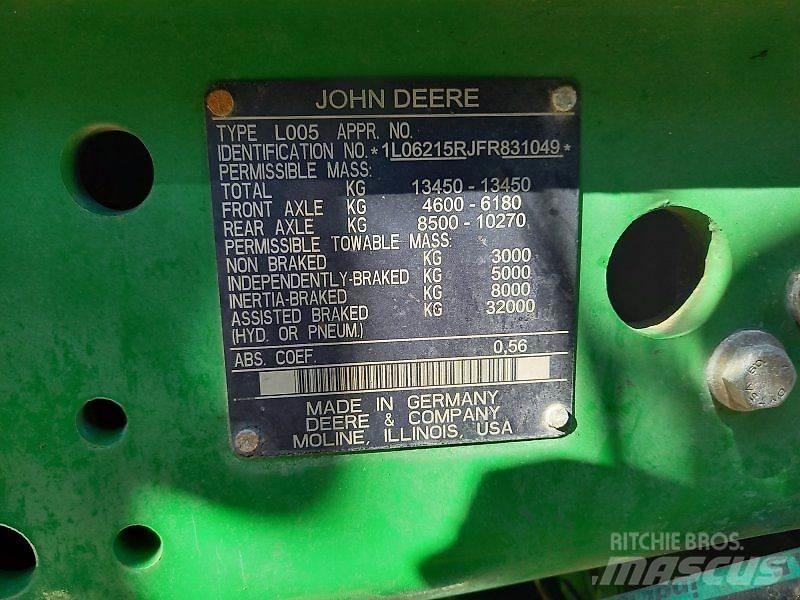 JOHN DEERE
TYPE L005 APPR. NO.
IDENTIFICATION NO. *1L06215RJFR831049*
PERMISSIBLE MASS:
TOTAL KG 13450 - 13450
FRONT AXLE KG 4600 - 6180
REAR AXLE KG 8500 - 10270
PERMISSIBLE TOWABLE MASS:
NON BRAKED KG 3000
INDEPENDENTLY-BRAKED KG 5000
INERTIA-BRAKED KG 8000
ASSISTED BRAKED KG 32000
(HYD. OR PNEUM.)
ABS. COEF. 0,56
MADE IN GERMANY
DEERE & COMPANY
MOLINE, ILLINOIS, USA
RITCHIE BROS.
MASCUS